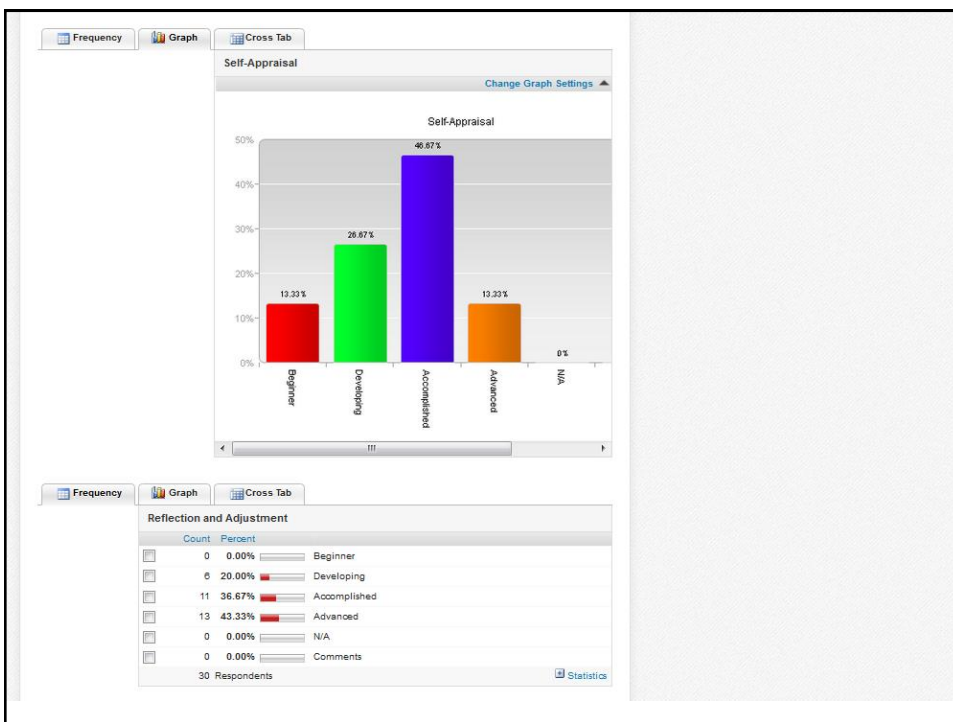 Frequency Graph Cross Tab
Self-Appraisal
Change Graph Settings
Self-Appraisal
50%
40%
30%
20%
10%
0%
13.33%
26.67%
46.67%
13.33%
0%
Beginner
Developing
Accomplished
Advanced
N/A
Frequency Graph Cross Tab
Reflection and Adjustment
Count Percent
0 0.00% Beginner
6 20.00% Developing
11 36.67% Accomplished
13 43.33% Advanced
0 0.00% N/A
0 0.00% Comments
30 Respondents Statistics